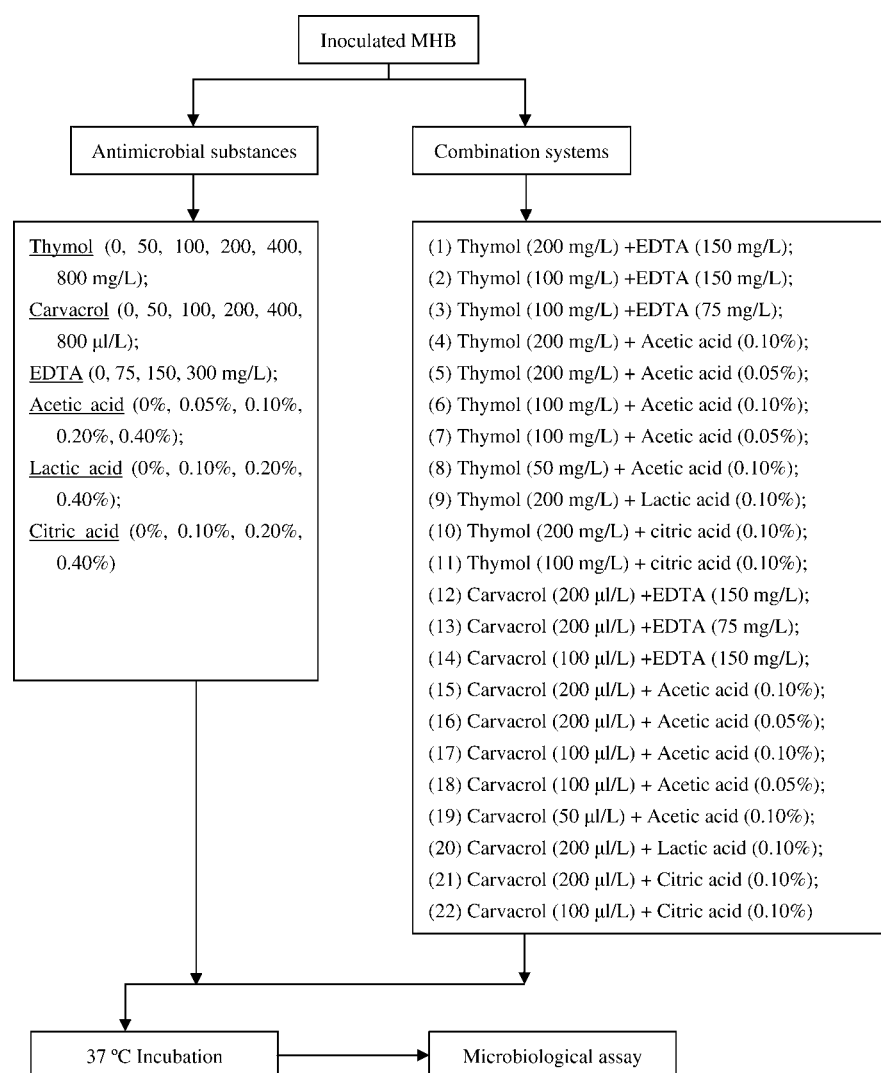 Inoculated MHB
Antimicrobial substances
Combination systems
Thymol (0, 50, 100, 200, 400,
800 mg/L);
Carvacrol (0, 50, 100, 200, 400,
800 µl/L);
EDTA (0, 75, 150, 300 mg/L);
Acetic acid (0%, 0.05%, 0.10%,
0.20%, 0.40%);
Lactic acid (0%, 0.10%, 0.20%,
0.40%);
Citric acid (0%, 0.10%, 0.20%,
0.40%)
(1) Thymol (200 mg/L) +EDTA (150 mg/L);
(2) Thymol (100 mg/L) +EDTA (150 mg/L);
(3) Thymol (100 mg/L) +EDTA (75 mg/L);
(4) Thymol (200 mg/L) + Acetic acid (0.10%);
(5) Thymol (200 mg/L) + Acetic acid (0.05%);
(6) Thymol (100 mg/L) + Acetic acid (0.10%);
(7) Thymol (100 mg/L) + Acetic acid (0.05%);
(8) Thymol (50 mg/L) + Acetic acid (0.10%);
(9) Thymol (200 mg/L) + Lactic acid (0.10%);
(10) Thymol (200 mg/L) + citric acid (0.10%);
(11) Thymol (100 mg/L) + citric acid (0.10%);
(12) Carvacrol (200 µl/L) +EDTA (150 mg/L);
(13) Carvacrol (200 µl/L) +EDTA (75 mg/L);
(14) Carvacrol (100 µl/L) +EDTA (150 mg/L);
(15) Carvacrol (200 µl/L) + Acetic acid (0.10%);
(16) Carvacrol (200 µl/L) + Acetic acid (0.05%);
(17) Carvacrol (100 µl/L) + Acetic acid (0.10%);
(18) Carvacrol (100 µl/L) + Acetic acid (0.05%);
(19) Carvacrol (50 µl/L) + Acetic acid (0.10%);
(20) Carvacrol (200 µl/L) + Lactic acid (0.10%);
(21) Carvacrol (200 µl/L) + Citric acid (0.10%);
(22) Carvacrol (100 µl/L) + Citric acid (0.10%)
37 ºC Incubation
Microbiological assay